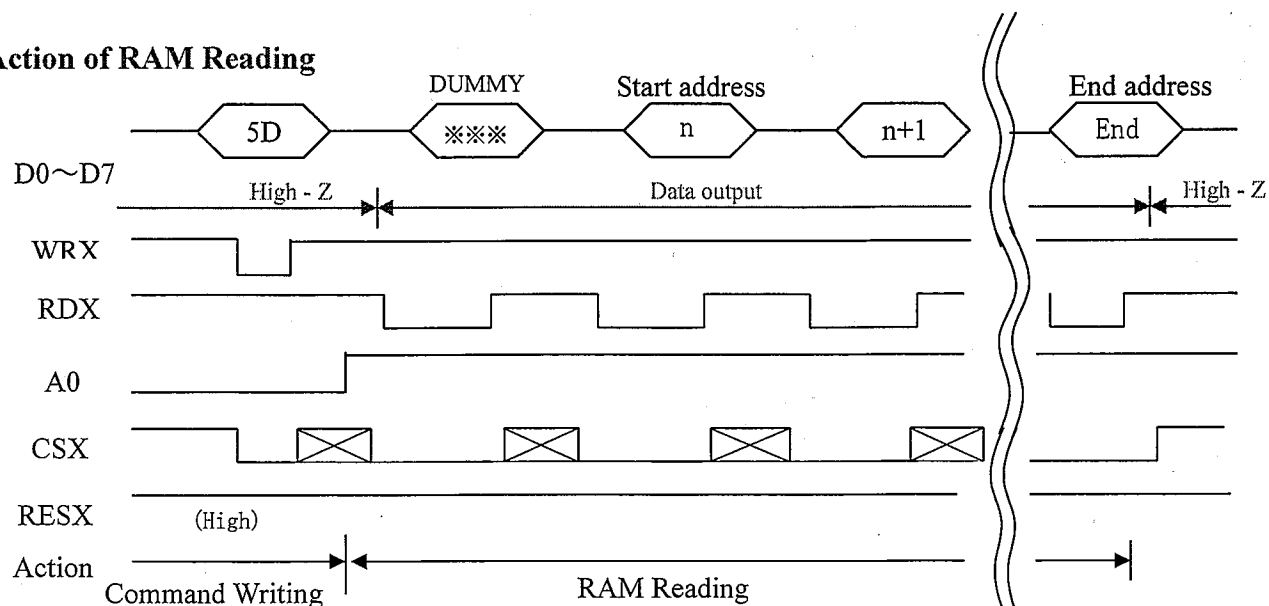 Action of RAM Reading
DUMMY Start address End address
5D ※※※ n n+1 End
D0～D7
High - Z Data output High - Z
WRX
RDX
A0
CSX
RESX (High)
Action
Command Writing RAM Reading